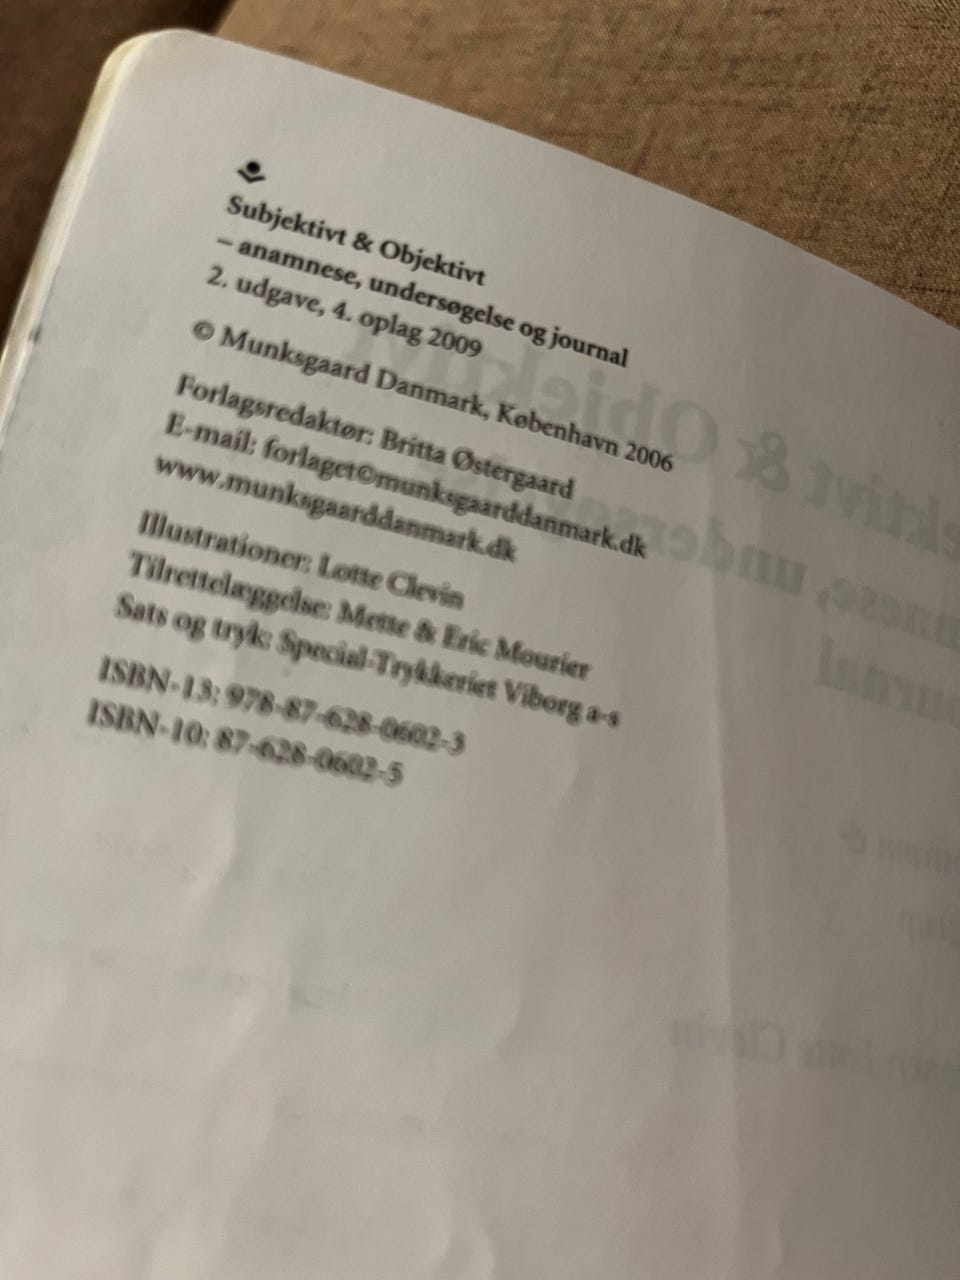 Subjektivt & Objektivt
– anamnese, undersøgelse og journal
2. udgave, 4. oplag 2009
© Munksgaard Danmark, København 2006
Forlagsredaktør: Britta Østergaard
E-mail: forlaget©munksgaarddanmark.dk
www.munksgaarddanmark.dk
Illustrationer: Lotte Clevin
Tilrettelæggelse: Mette & Eric Mourier
Sats og tryk: Special-Trykkeriet Viborg a-s
ISBN-13: 978-87-628-0602-3
ISBN-10: 87-628-0602-5